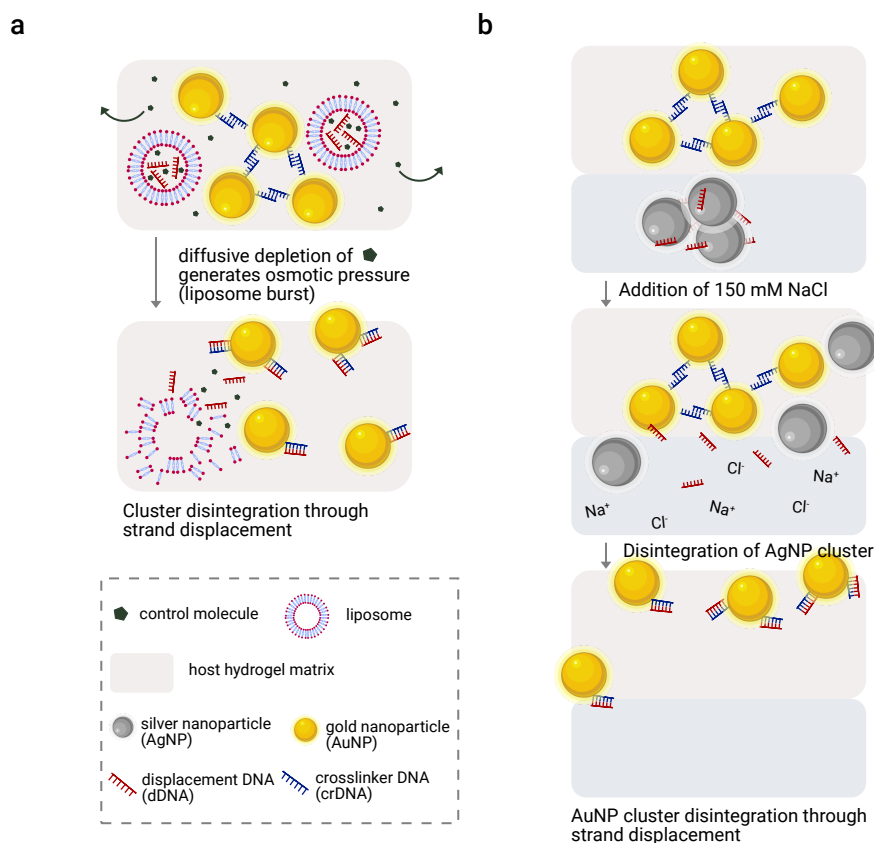 a
diffusive depletion of
generates osmotic pressure
(liposome burst)
Cluster disintegration through
strand displacement
control molecule
liposome
host hydrogel matrix
silver nanoparticle
(AgNP)
gold nanoparticle
(AuNP)
displacement DNA
(dDNA)
crosslinker DNA
(crDNA)
b
Addition of 150 mM NaCl
Cl⁻
Na⁺
Na⁺
Cl⁻
Na⁺
Cl⁻
Disintegration of AgNP cluster
AuNP cluster disintegration through
strand displacement